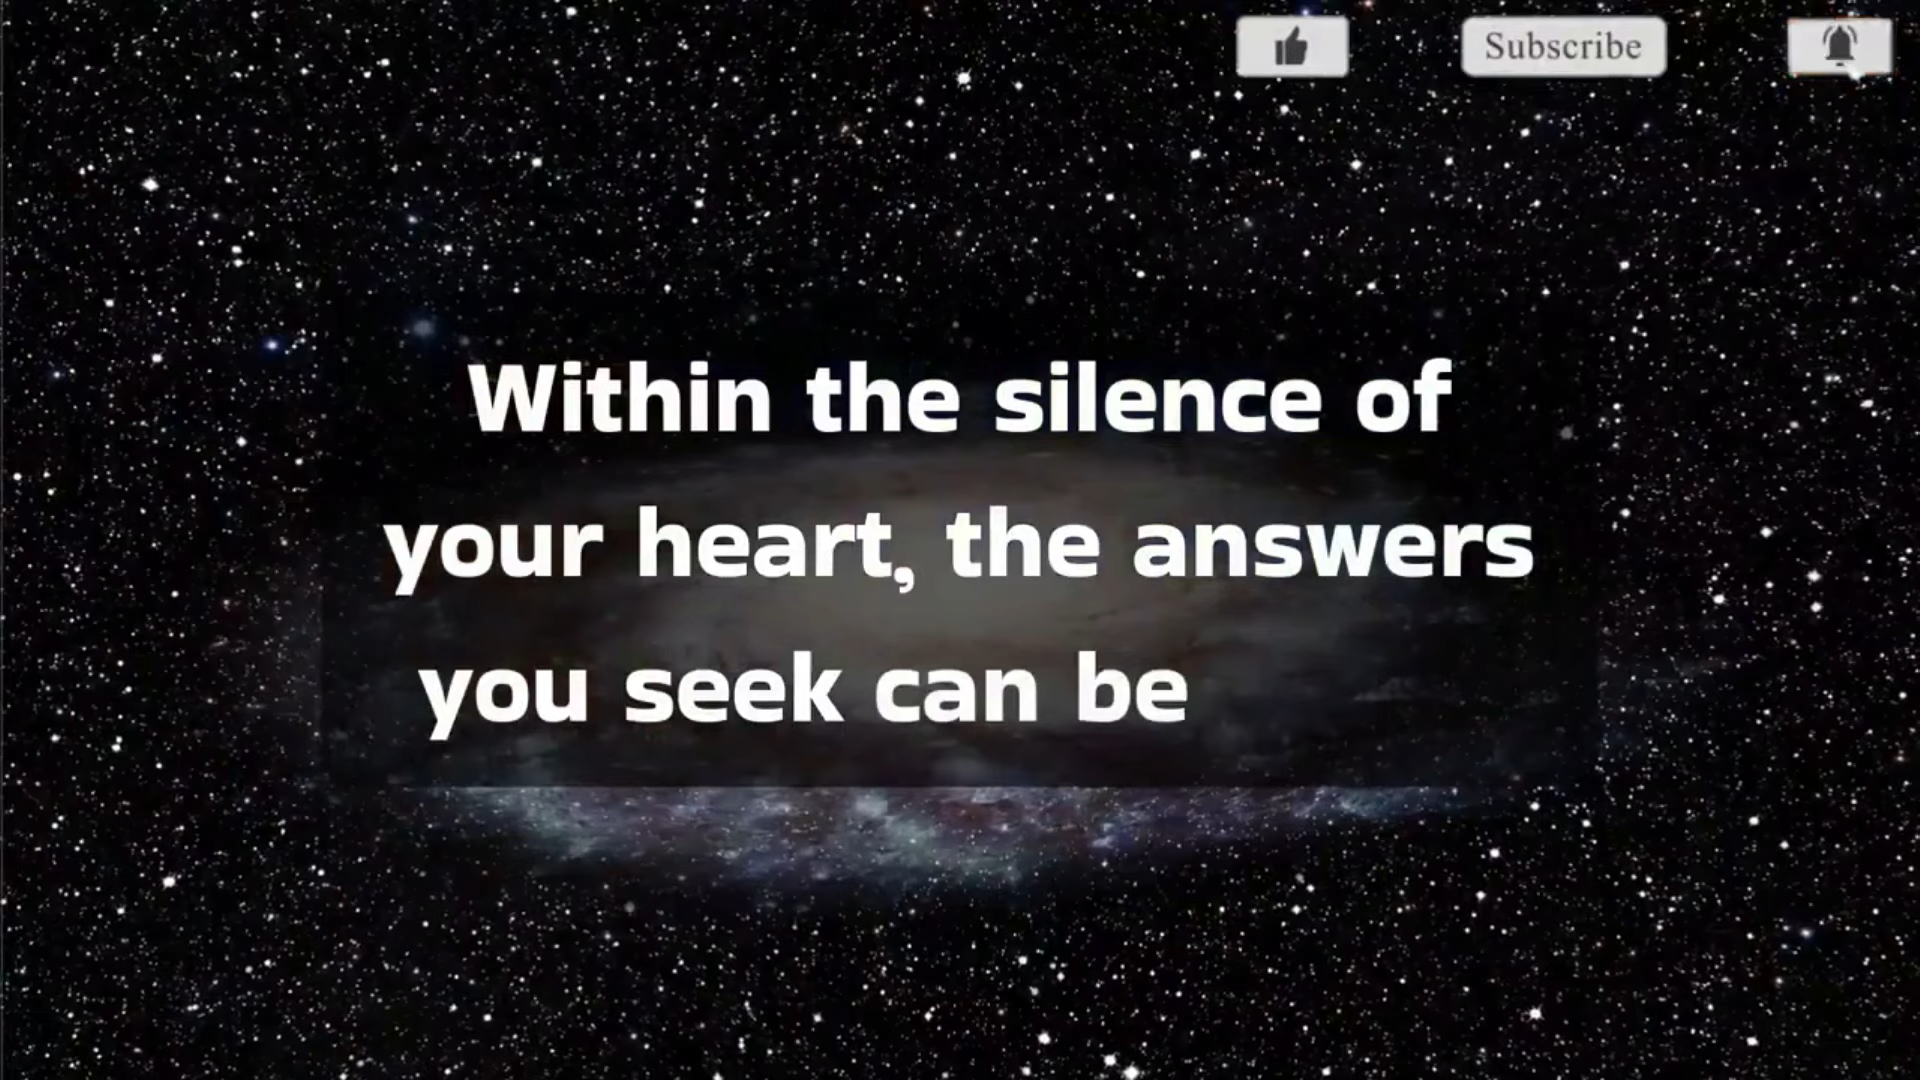 Subscribe
Within the silence of
your heart, the answers
you seek can be